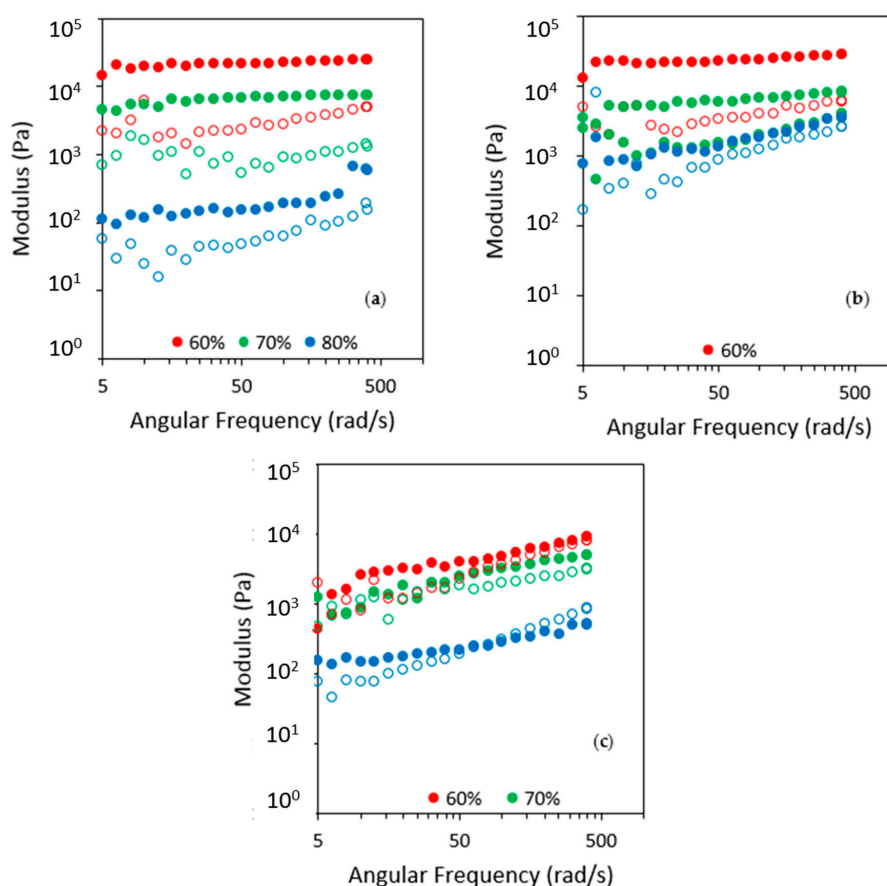 10⁵
10⁴
10³
10²
10¹
10⁰
Modulus (Pa)
(a)
60% 70% 80%
5 50 500
Angular Frequency (rad/s)
10⁵
10⁴
10³
10²
10¹
10⁰
Modulus (Pa)
(b)
60%
5 50 500
Angular Frequency (rad/s)
10⁵
10⁴
10³
10²
10¹
10⁰
Modulus (Pa)
(c)
60% 70%
5 50 500
Angular Frequency (rad/s)